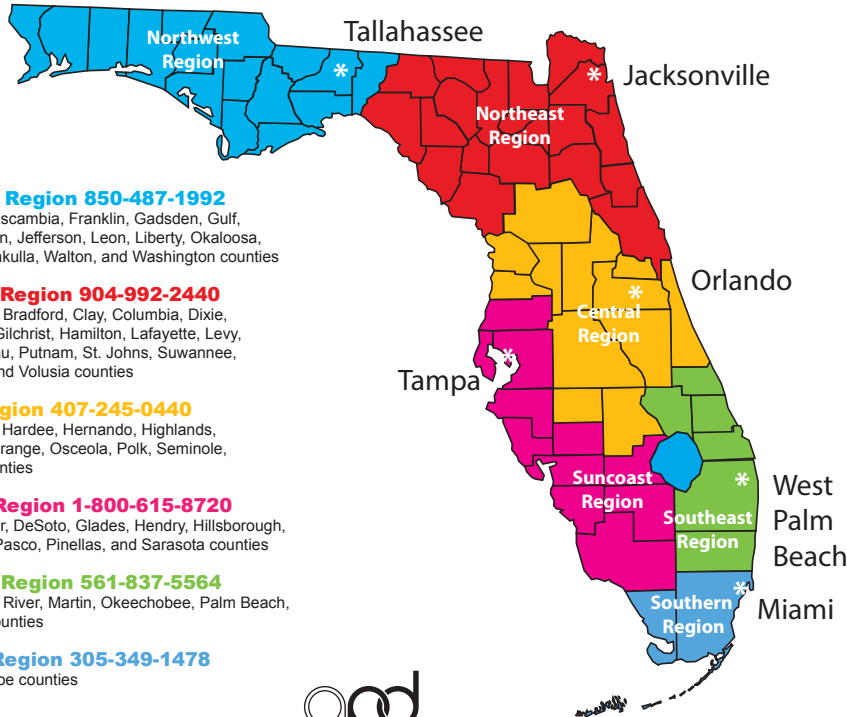 Northwest
Region
Tallahassee
*
*
Jacksonville
Northeast
Region
Region 850-487-1992
scambia, Franklin, Gadsden, Gulf,
n, Jefferson, Leon, Liberty, Okaloosa,
akulla, Walton, and Washington counties
Region 904-992-2440
Bradford, Clay, Columbia, Dixie,
Gilchrist, Hamilton, Lafayette, Levy,
au, Putnam, St. Johns, Suwannee,
nd Volusia counties
Orlando
*
Central
Region
*
Tampa
gion 407-245-0440
Hardee, Hernando, Highlands,
range, Osceola, Polk, Seminole,
nties
Region 1-800-615-8720
r, DeSoto, Glades, Hendry, Hillsborough,
Pasco, Pinellas, and Sarasota counties
Suncoast
Region
*
West
Palm
Beach
Southeast
Region
Region 561-837-5564
River, Martin, Okeechobee, Palm Beach,
ounties
*
Miami
Southern
Region
Region 305-349-1478
oe counties
apd